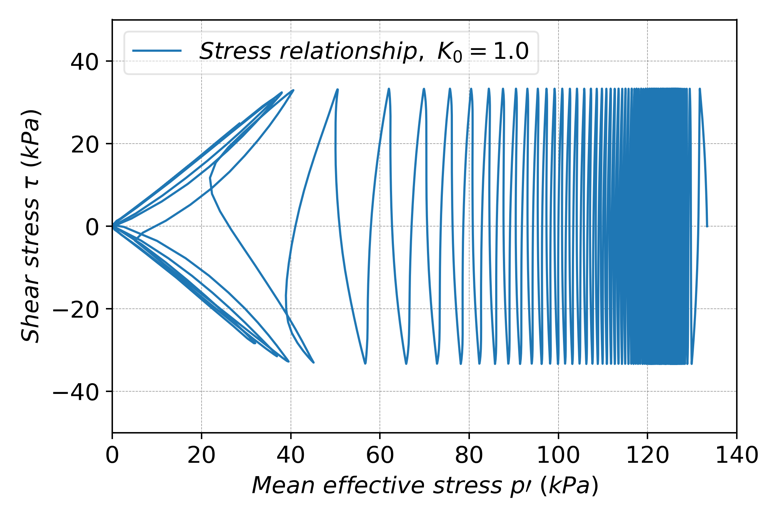 Stress relationship, K₀ = 1.0
40
20
0
−20
−40
Shear stress τ (kPa)
0 20 40 60 80 100 120 140
Mean effective stress p′ (kPa)